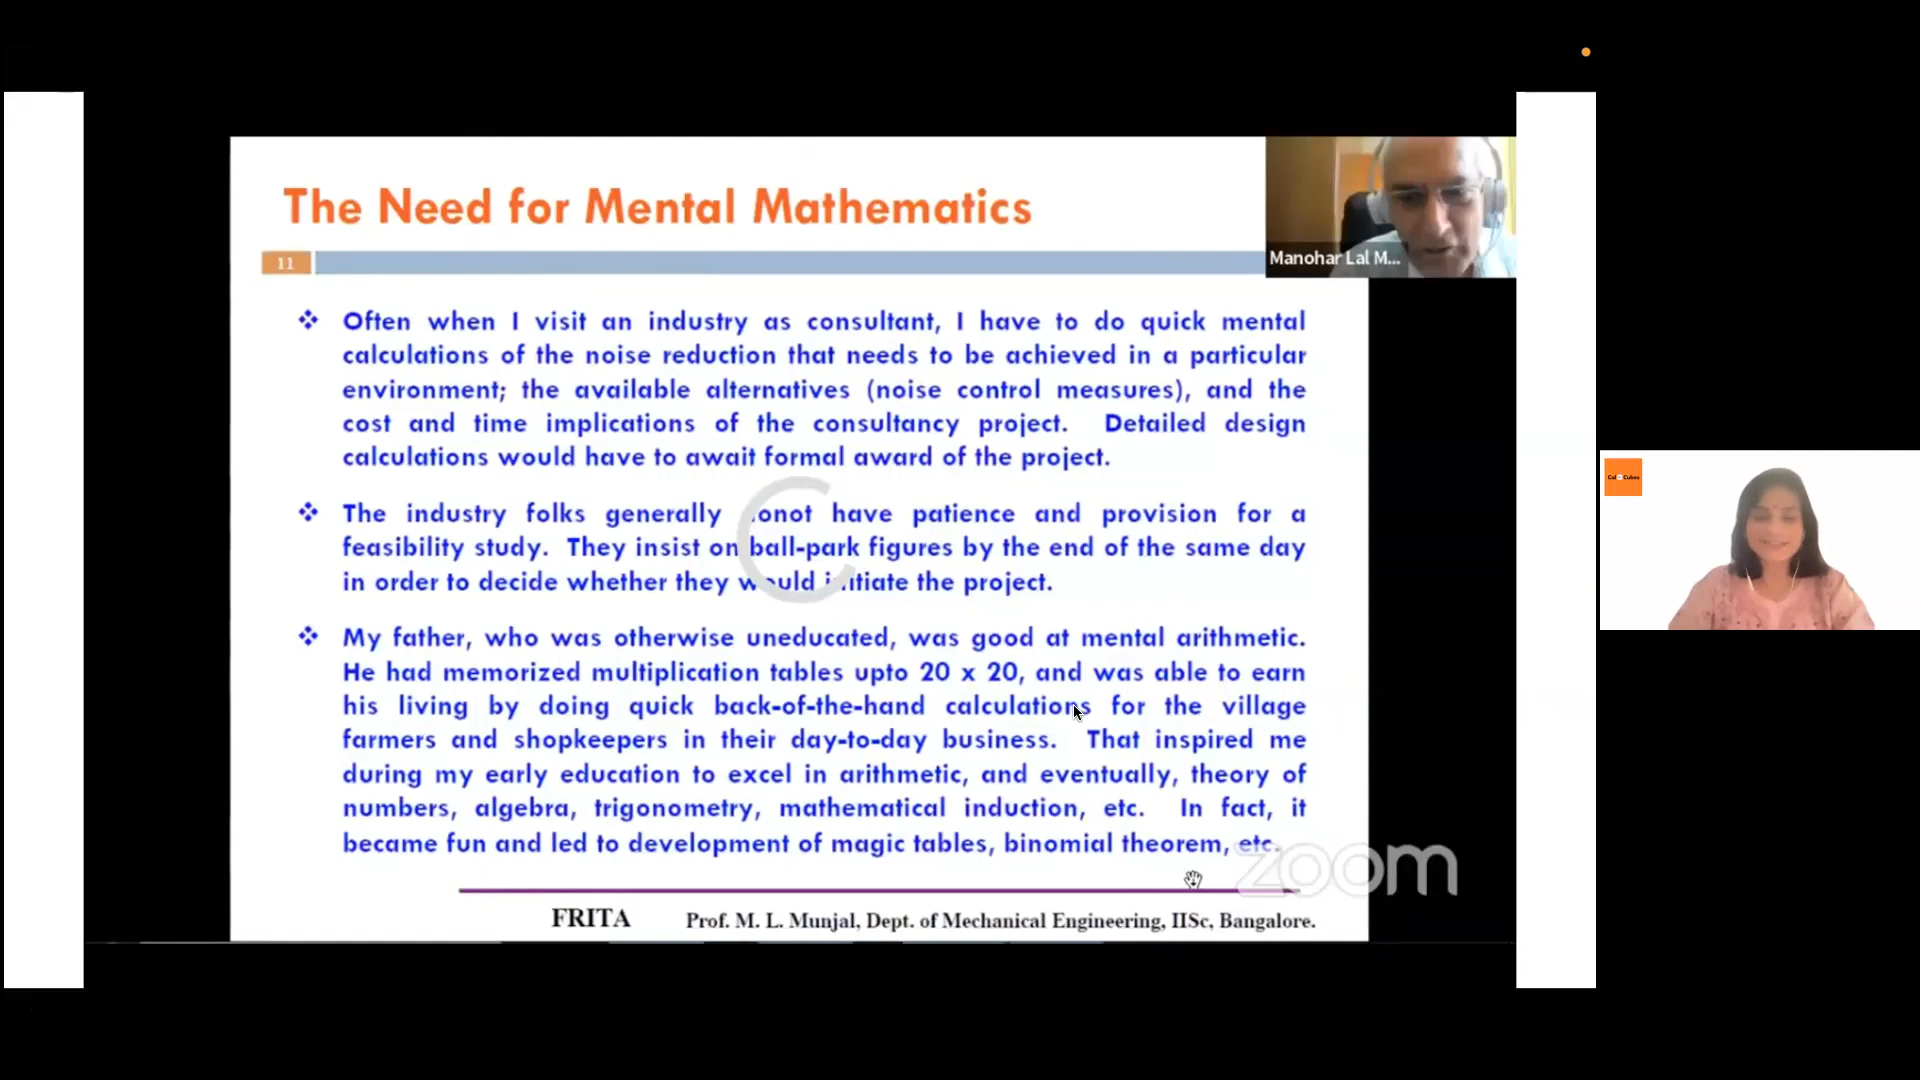 The Need for Mental Mathematics
Manohar Lal M...
11
Often when I visit an industry as consultant, I have to do quick mental
calculations of the noise reduction that needs to be achieved in a particular
environment; the available alternatives (noise control measures), and the
cost and time implications of the consultancy project. Detailed design
calculations would have to await formal award of the project.
The industry folks generally donot have patience and provision for a
feasibility study. They insist on ball-park figures by the end of the same day
in order to decide whether they would initiate the project.
My father, who was otherwise uneducated, was good at mental arithmetic.
He had memorized multiplication tables upto 20 x 20, and was able to earn
his living by doing quick back-of-the-hand calculations for the village
farmers and shopkeepers in their day-to-day business. That inspired me
during my early education to excel in arithmetic, and eventually, theory of
numbers, algebra, trigonometry, mathematical induction, etc. In fact, it
became fun and led to development of magic tables, binomial theorem, etc.
zoom
FRITA Prof. M. L. Munjal, Dept. of Mechanical Engineering, IISc, Bangalore.